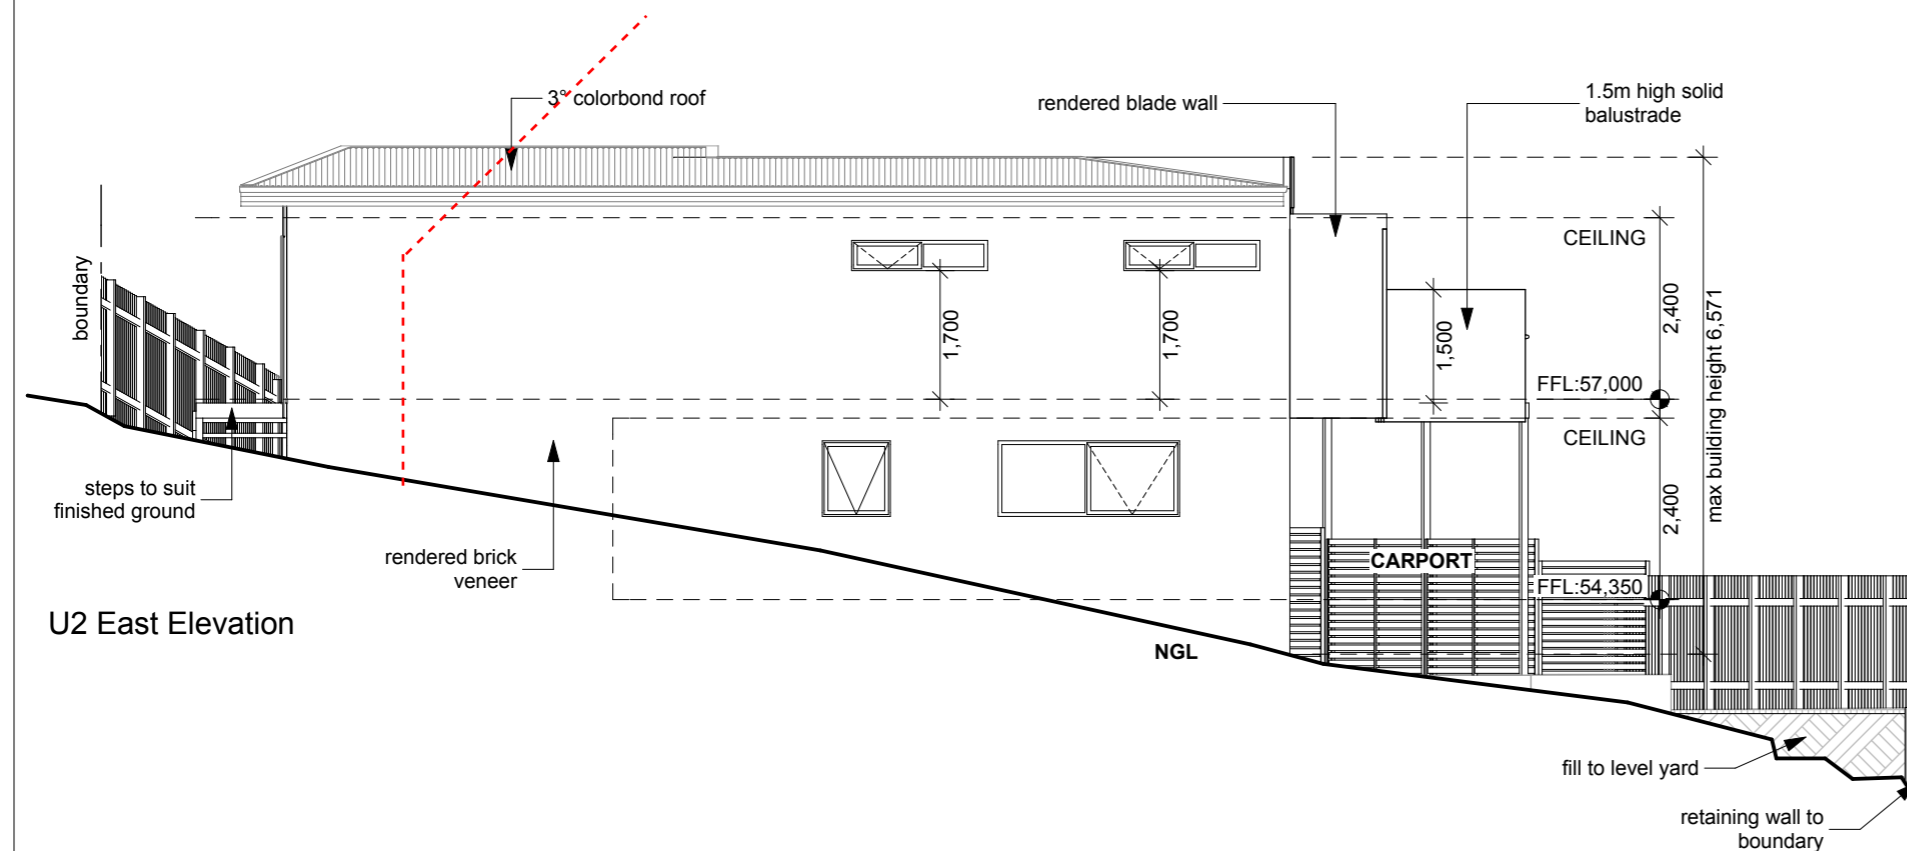 3° colorbond roof
rendered blade wall
1.5m high solid
balustrade
CEILING
boundary
1,700
1,700
1,500
2,400
max building height 6,571
FFL:57,000
CEILING
steps to suit
finished ground
2,400
rendered brick
veneer
CARPORT
FFL:54,350
U2 East Elevation
NGL
fill to level yard
retaining wall to
boundary